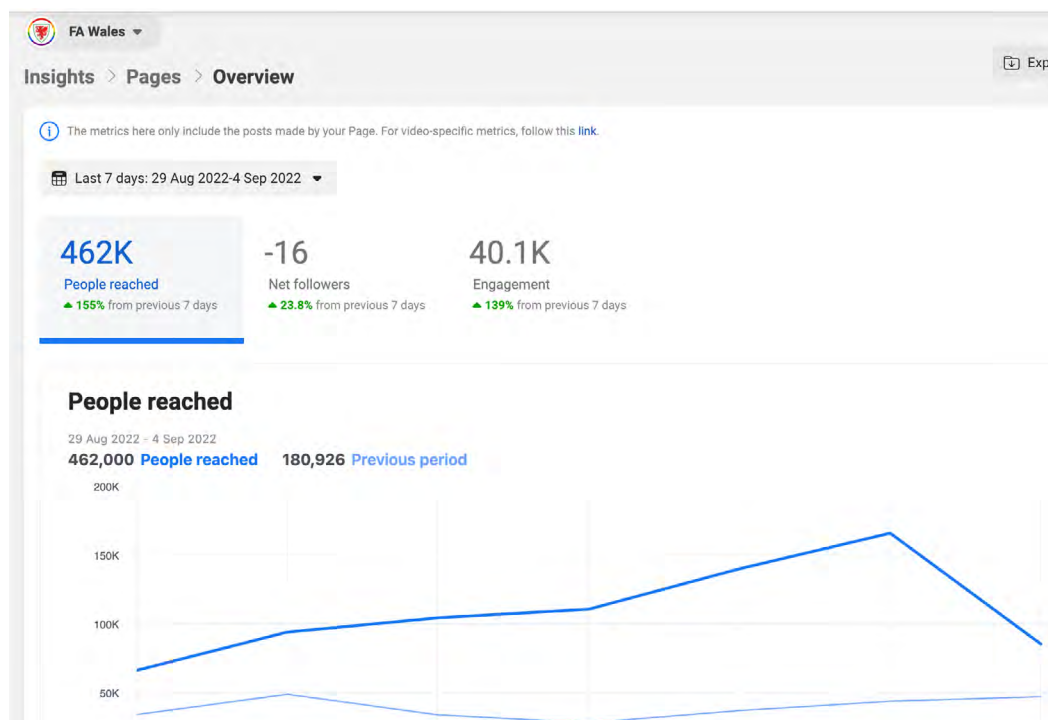 FA Wales
Exp
Insights > Pages > Overview
The metrics here only include the posts made by your Page. For video-specific metrics, follow this link.
Last 7 days: 29 Aug 2022-4 Sep 2022
462K
People reached
155% from previous 7 days
-16
Net followers
23.8% from previous 7 days
40.1K
Engagement
139% from previous 7 days
People reached
29 Aug 2022 - 4 Sep 2022
462,000 People reached 180,926 Previous period
200K
150K
100K
50K